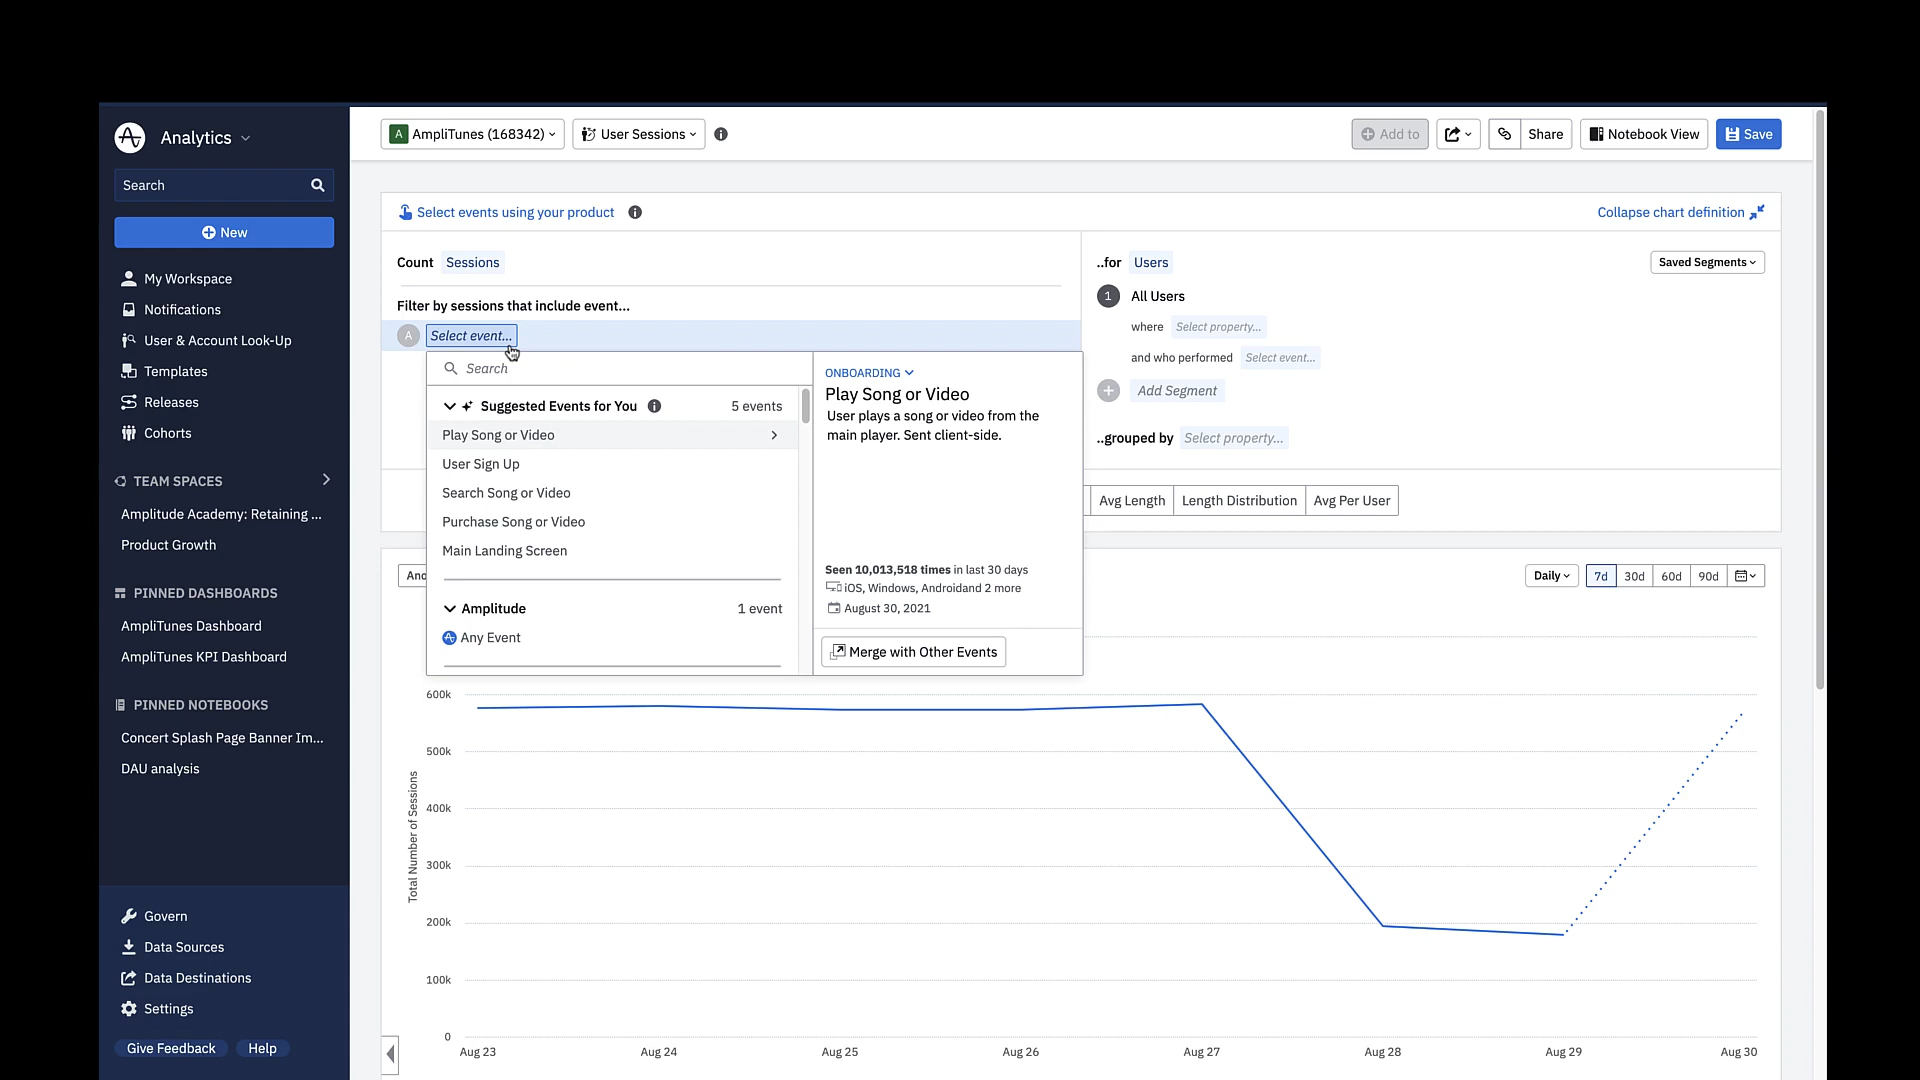 Analytics
Search
New
My Workspace
Notifications
User & Account Look-Up
Templates
Releases
Cohorts
TEAM SPACES
Amplitude Academy: Retaining ...
Product Growth
PINNED DASHBOARDS
AmpliTunes Dashboard
AmpliTunes KPI Dashboard
PINNED NOTEBOOKS
Concert Splash Page Banner Im...
DAU analysis
Govern
Data Sources
Data Destinations
Settings
Give Feedback Help
A AmpliTunes (168342) User Sessions
Add to Share Notebook View Save
Select events using your product
Collapse chart definition
Count Sessions
Filter by sessions that include event...
A Select event...
Search
Suggested Events for You 5 events
Play Song or Video
User Sign Up
Search Song or Video
Purchase Song or Video
Main Landing Screen
Amplitude 1 event
Any Event
ONBOARDING
Play Song or Video
User plays a song or video from the
main player. Sent client-side.
Seen 10,013,518 times in last 30 days
iOS, Windows, Androidand 2 more
August 30, 2021
Merge with Other Events
..for Users Saved Segments
1 All Users
where Select property...
and who performed Select event...
Add Segment
..grouped by Select property...
Avg Length Length Distribution Avg Per User
Ano
Daily 7d 30d 60d 90d
Total Number of Sessions
600k
500k
400k
300k
200k
100k
0
Aug 23 Aug 24 Aug 25 Aug 26 Aug 27 Aug 28 Aug 29 Aug 30